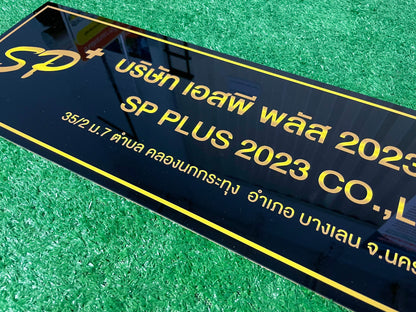 SP+
บริษัท เอสพี พลัส 2023
SP PLUS 2023 CO.,L
35/2 ม.7 ตำบล คลองนกกระทุง อำเภอ บางเลน จ.นคร